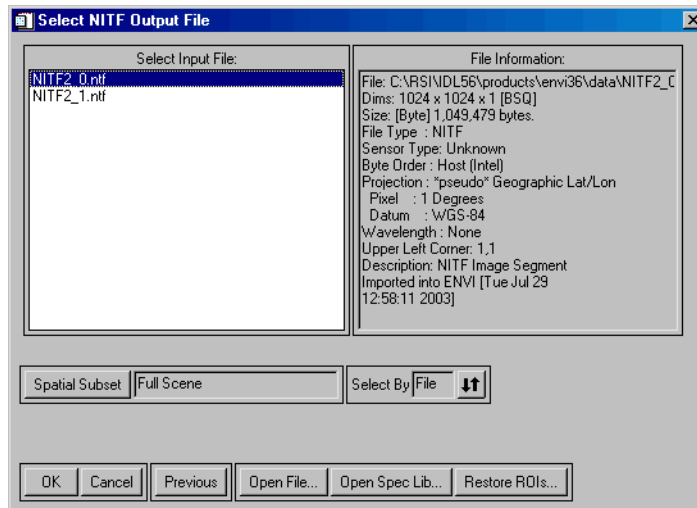 Select NITF Output File
Select Input File:
NITF2_0.ntf
NITF2_1.ntf
File Information:
File: C:\RSI\IDL56\products\envi36\data\NITF2_0
Dims: 1024 x 1024 x 1 [BSQ]
Size: [Byte] 1,049,479 bytes.
File Type : NITF
Sensor Type: Unknown
Byte Order : Host (Intel)
Projection : *pseudo* Geographic Lat/Lon
Pixel : 1 Degrees
Datum : WGS-84
Wavelength : None
Upper Left Corner: 1,1
Description: NITF Image Segment
Imported into ENVI [Tue Jul 29
12:58:11 2003]
Spatial Subset Full Scene
Select By File
OK Cancel Previous Open File... Open Spec Lib... Restore ROIs...